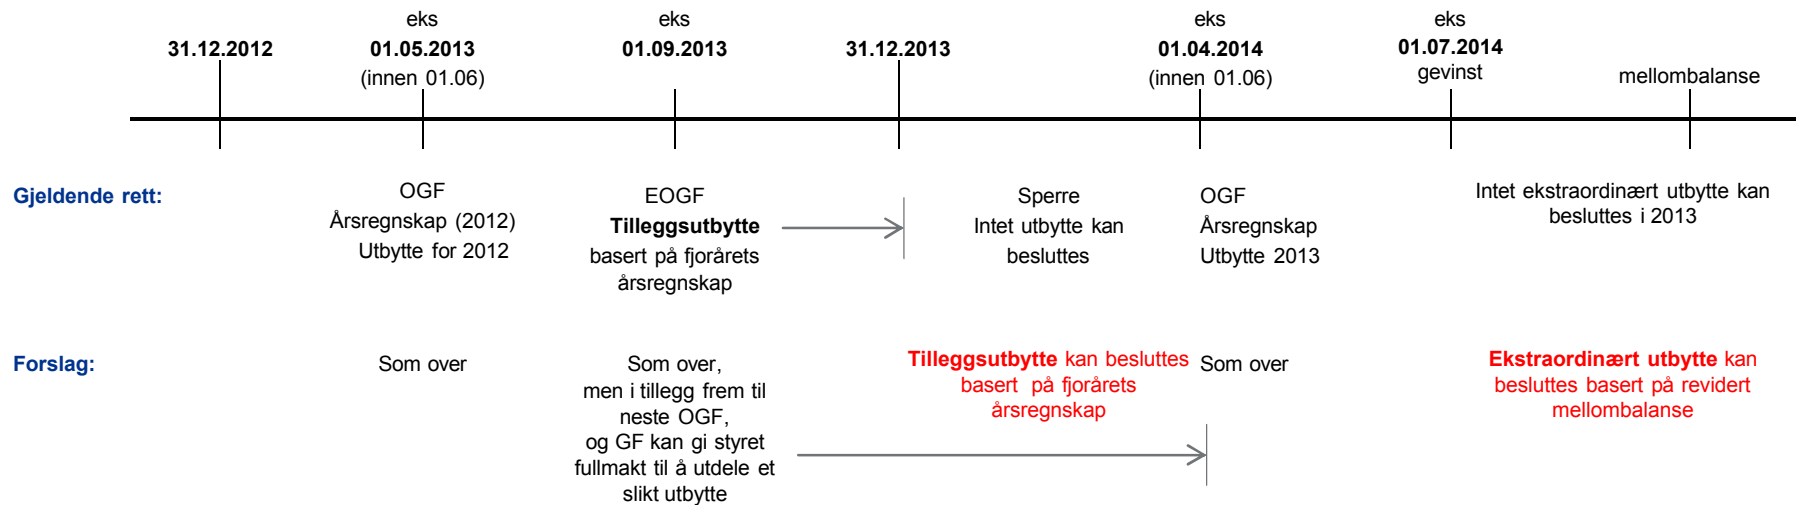 eks
31.12.2012
01.05.2013
(innen 01.06)
eks
01.09.2013
31.12.2013
eks
01.04.2014
(innen 01.06)
eks
01.07.2014
gevinst
mellombalanse
Gjeldende rett:
OGF
Årsregnskap (2012)
Utbytte for 2012
EOGF
Tilleggsutbytte
basert på fjorårets
årsregnskap
Sperre
Intet utbytte kan
besluttes
OGF
Årsregnskap
Utbytte 2013
Intet ekstraordinært utbytte kan
besluttes i 2013
Forslag:
Som over
Som over,
men i tillegg frem til
neste OGF,
og GF kan gi styret
fullmakt til å utdele et
slikt utbytte
Tilleggsutbytte kan besluttes
basert på fjorårets
årsregnskap
Som over
Ekstraordinært utbytte kan
besluttes basert på revidert
mellombalanse